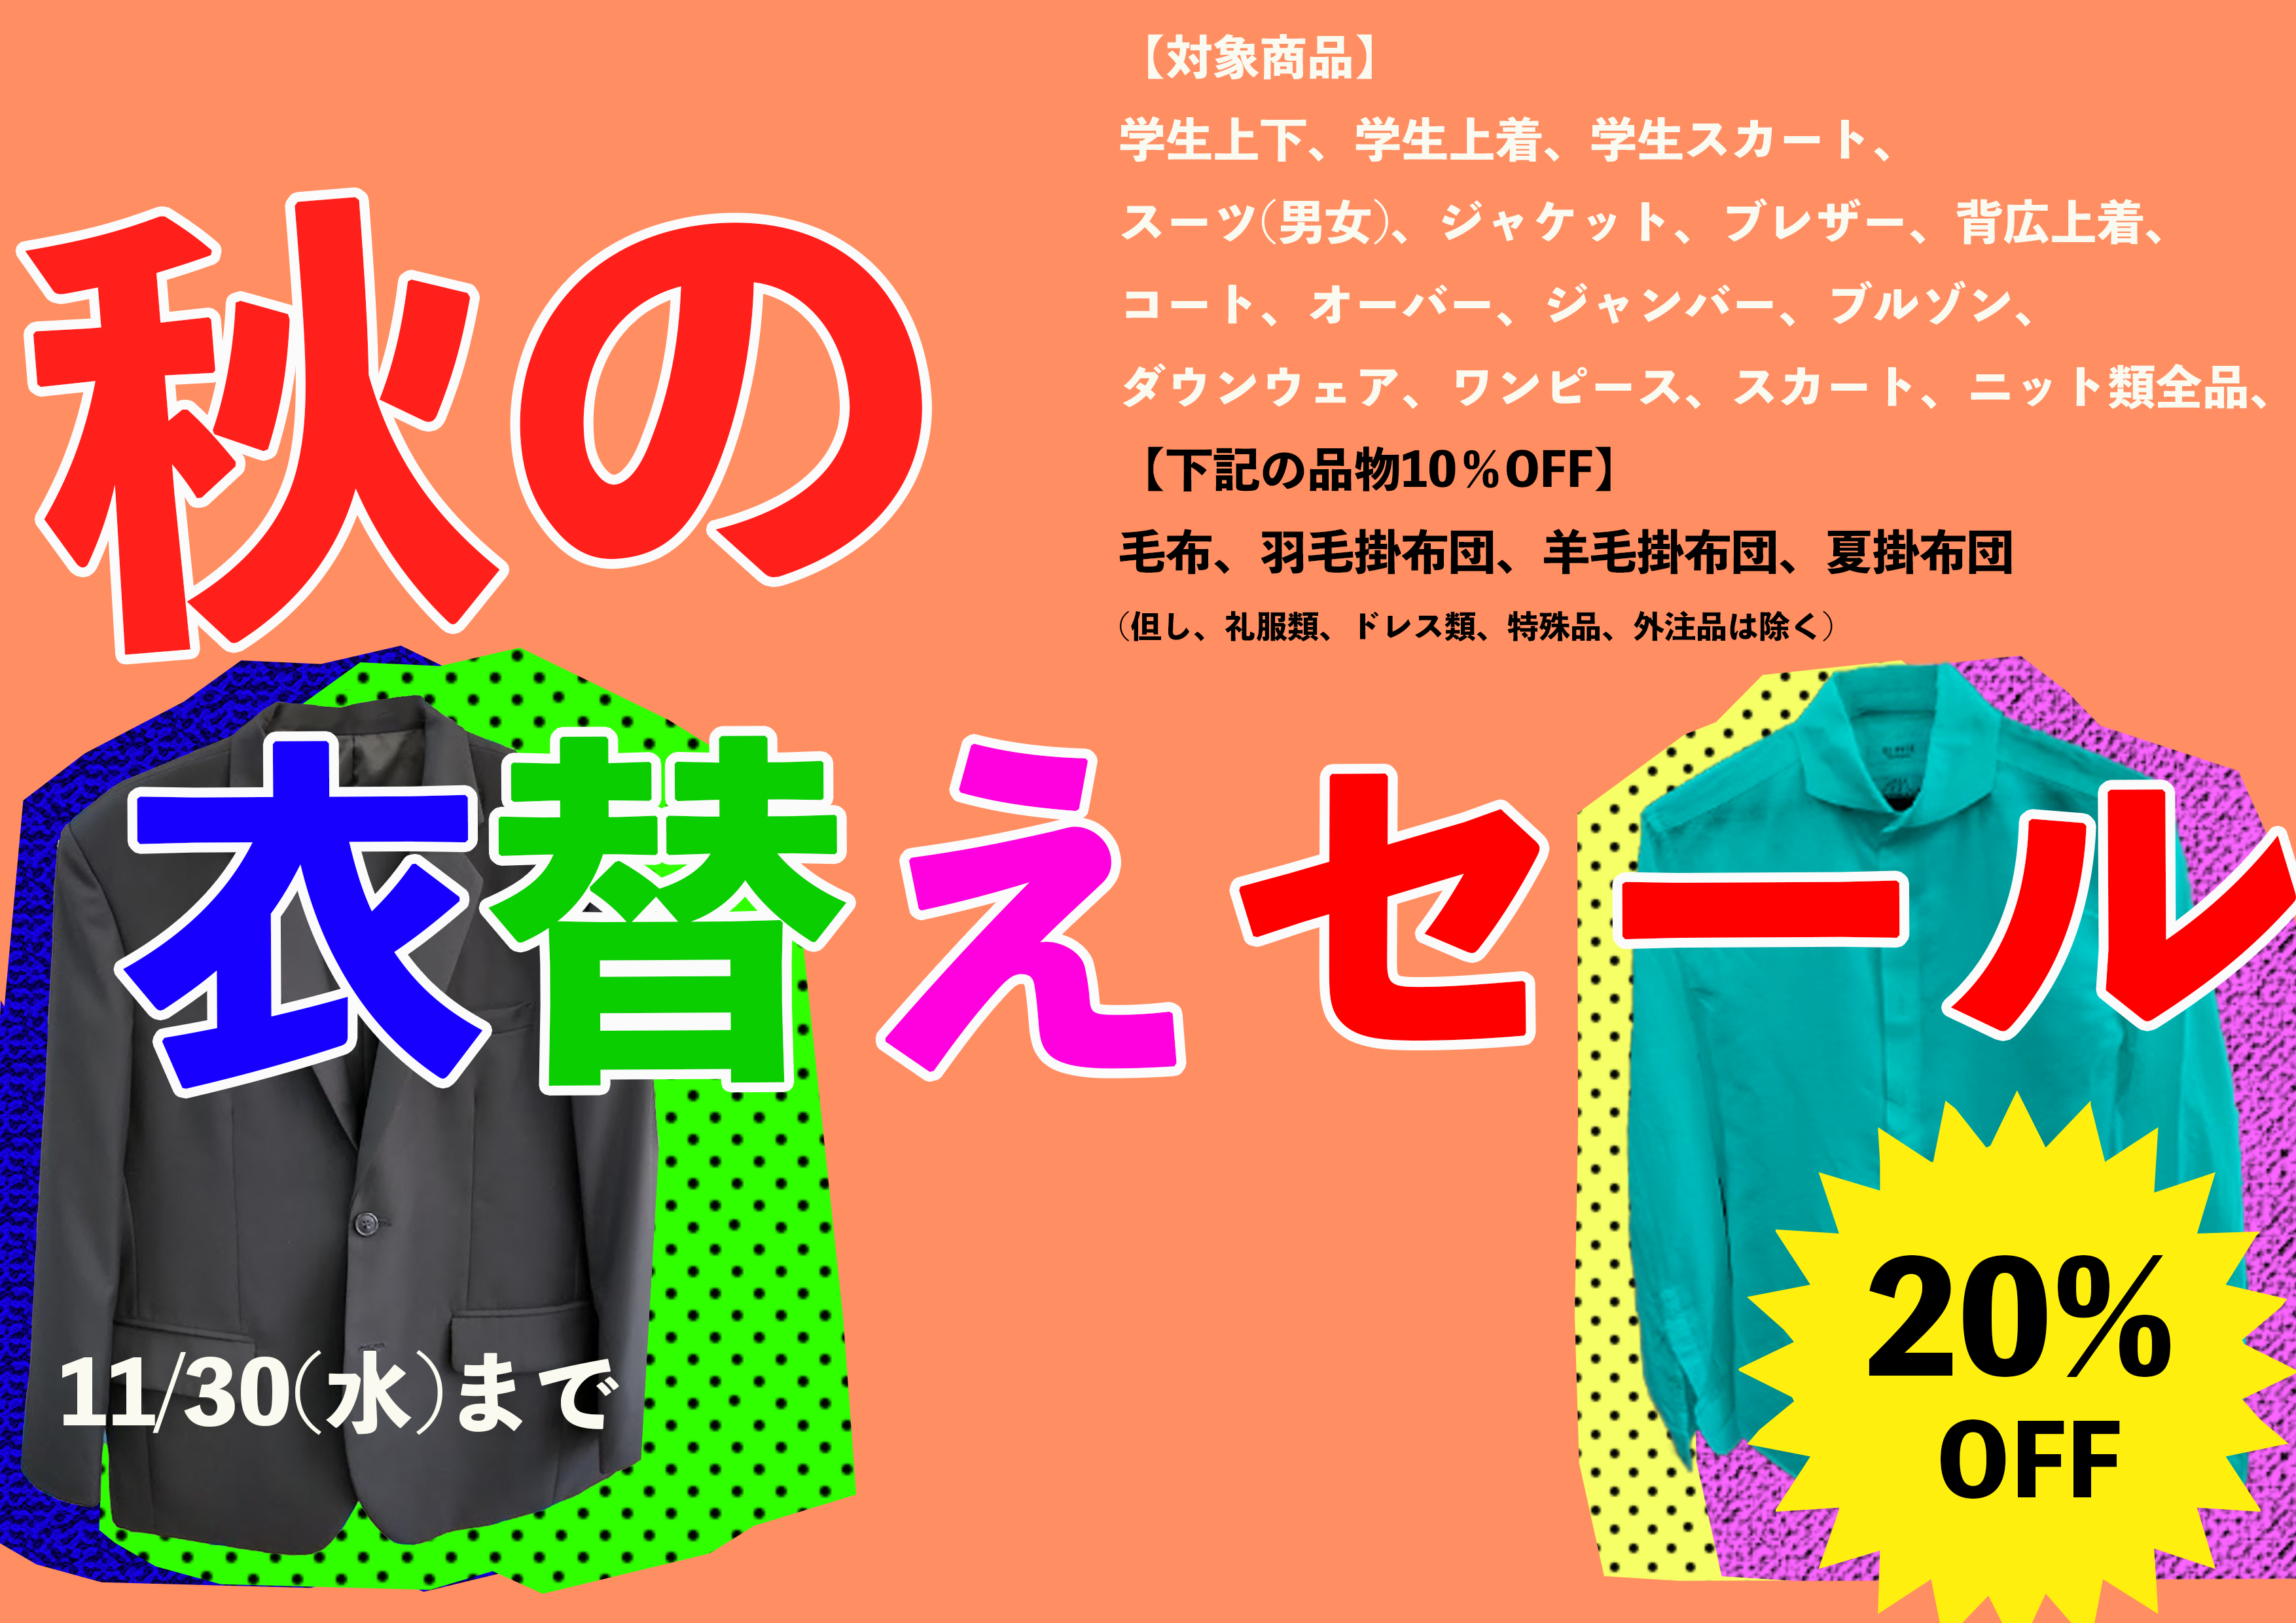 【対象商品】
学生上下、学生上着、学生スカート、
スーツ(男女)、ジャケット、ブレザー、背広上着、
コート、オーバー、ジャンバー、ブルゾン、
ダウンウェア、ワンピース、スカート、ニット類全品、
【下記の品物10%OFF】
毛布、羽毛掛布団、羊毛掛布団、夏掛布団
(但し、礼服類、ドレス類、特殊品、外注品は除く)
秋の
衣替えセール
11/30(水)まで
20%
OFF